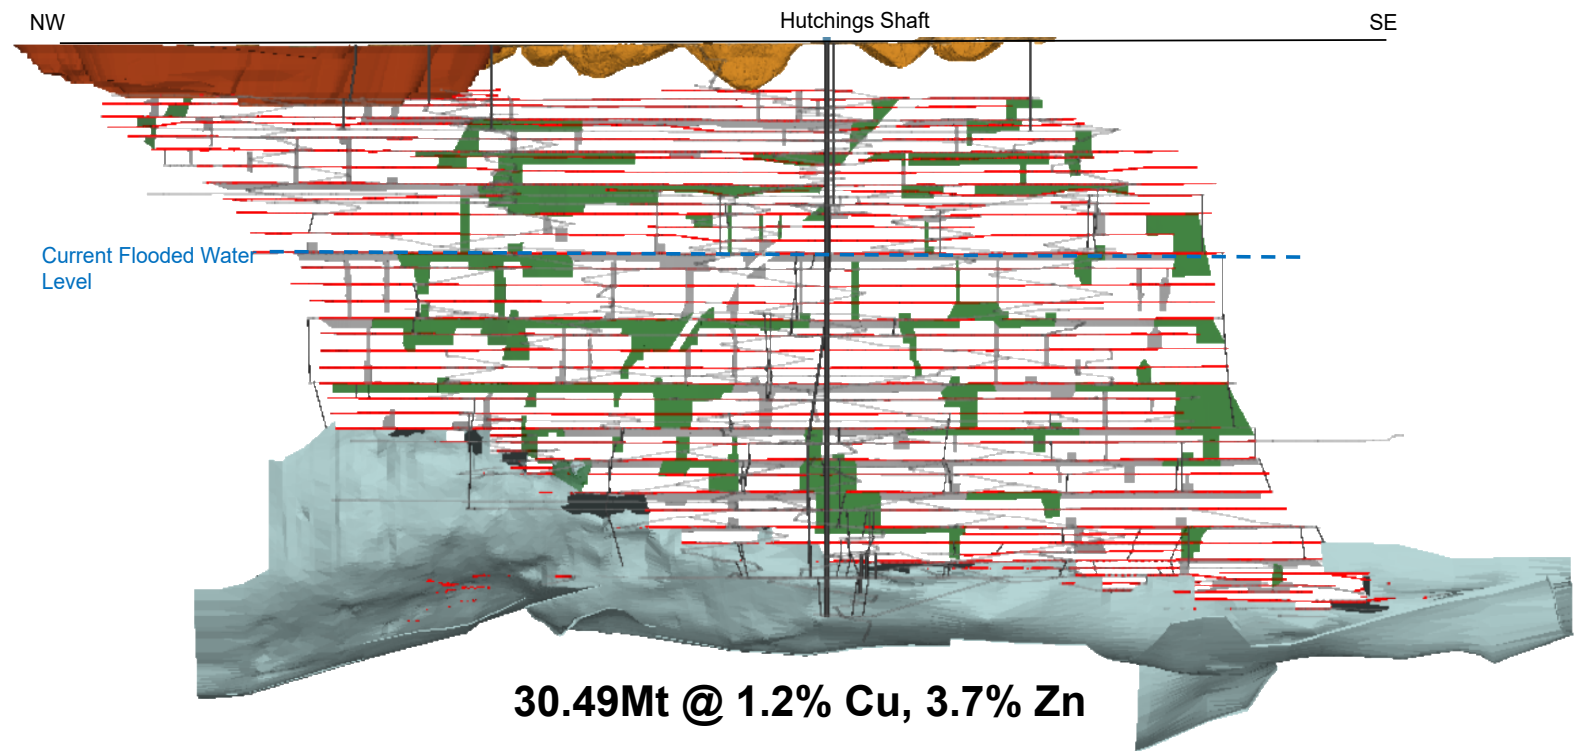 NW
Hutchings Shaft
SE
Current Flooded Water
Level
30.49Mt @ 1.2% Cu, 3.7% Zn